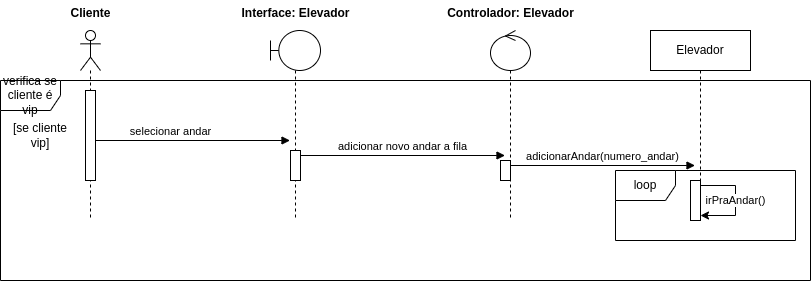 Cliente
Interface: Elevador
Controlador: Elevador
Elevador
verifica se
cliente é
vip
[se cliente
vip]
selecionar andar
adicionar novo andar a fila
adicionarAndar(numero_andar)
loop
irPraAndar()